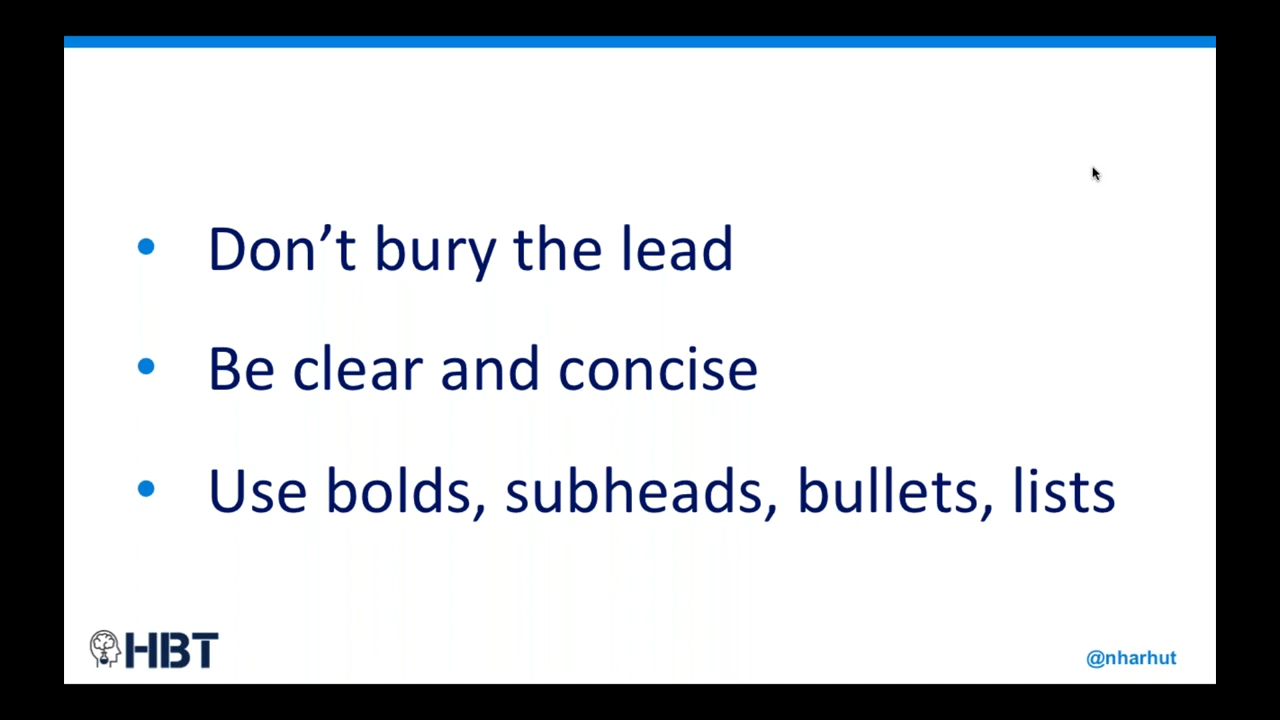 • Don’t bury the lead
• Be clear and concise
• Use bolds, subheads, bullets, lists
HBT
@nharhut